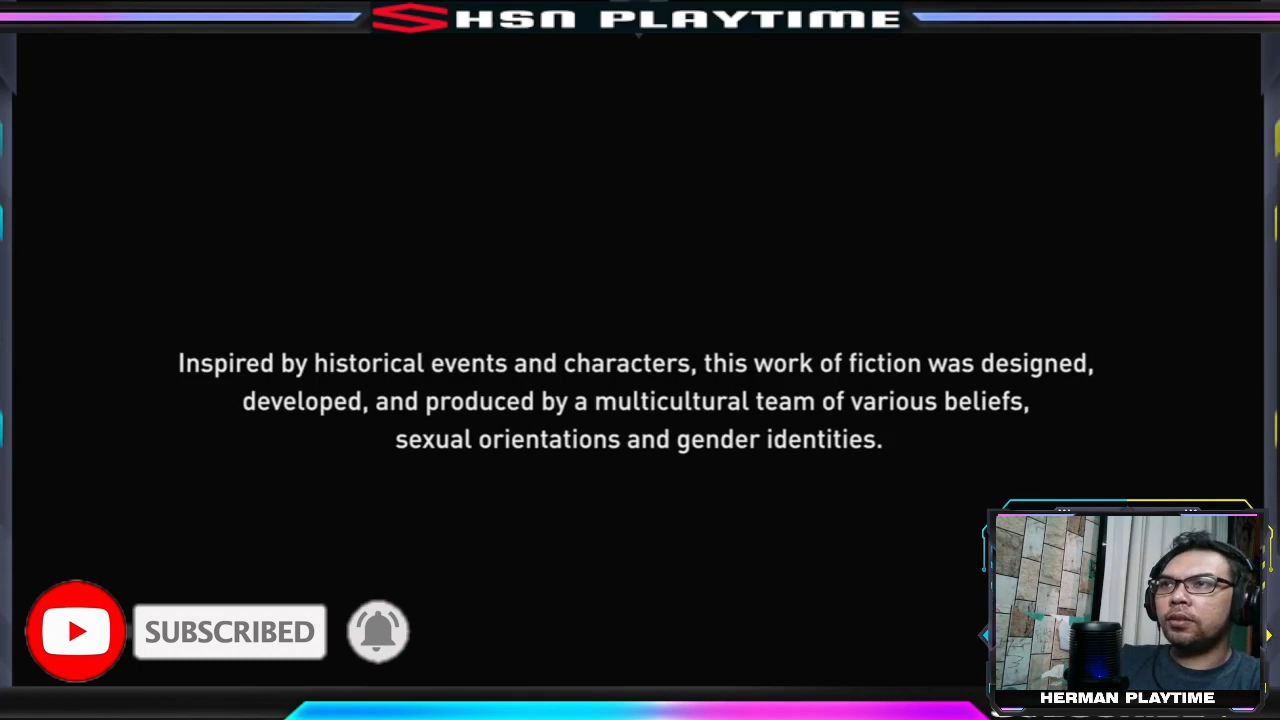 HSN PLAYTIME
Inspired by historical events and characters, this work of fiction was designed,
developed, and produced by a multicultural team of various beliefs,
sexual orientations and gender identities.
SUBSCRIBED
HERMAN PLAYTIME